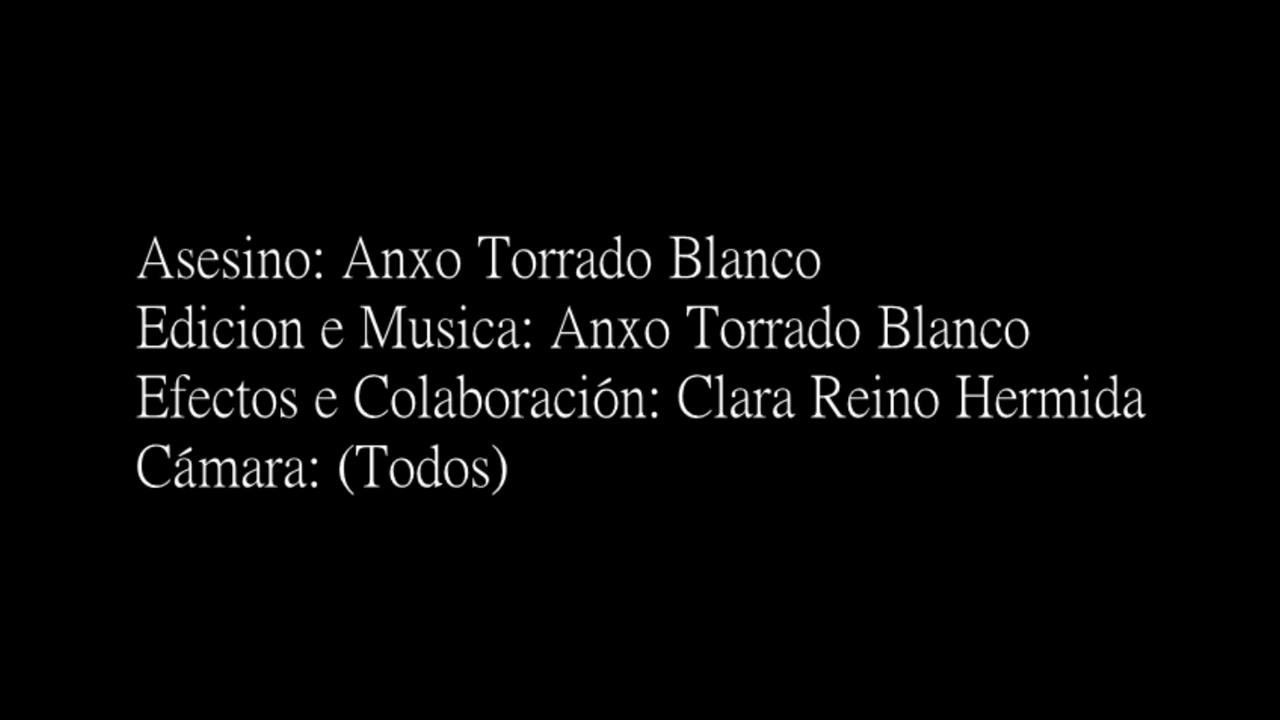 Asesino: Anxo Torrado Blanco
Edicion e Musica: Anxo Torrado Blanco
Efectos e Colaboración: Clara Reino Hermida
Cámara: (Todos)